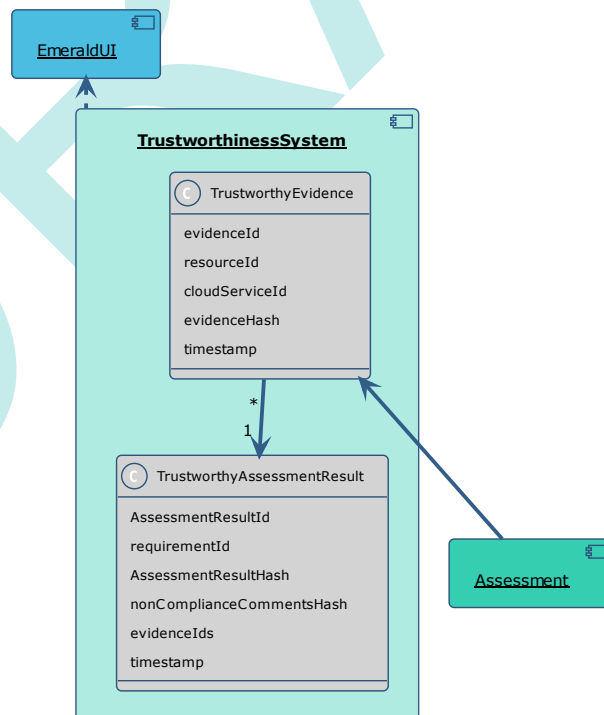 EmeraldUI
TrustworthinessSystem
C TrustworthyEvidence
evidenceId
resourceId
cloudServiceId
evidenceHash
timestamp
*
1
C TrustworthyAssessmentResult
AssessmentResultId
requirementId
AssessmentResultHash
nonComplianceCommentsHash
evidenceIds
timestamp
Assessment